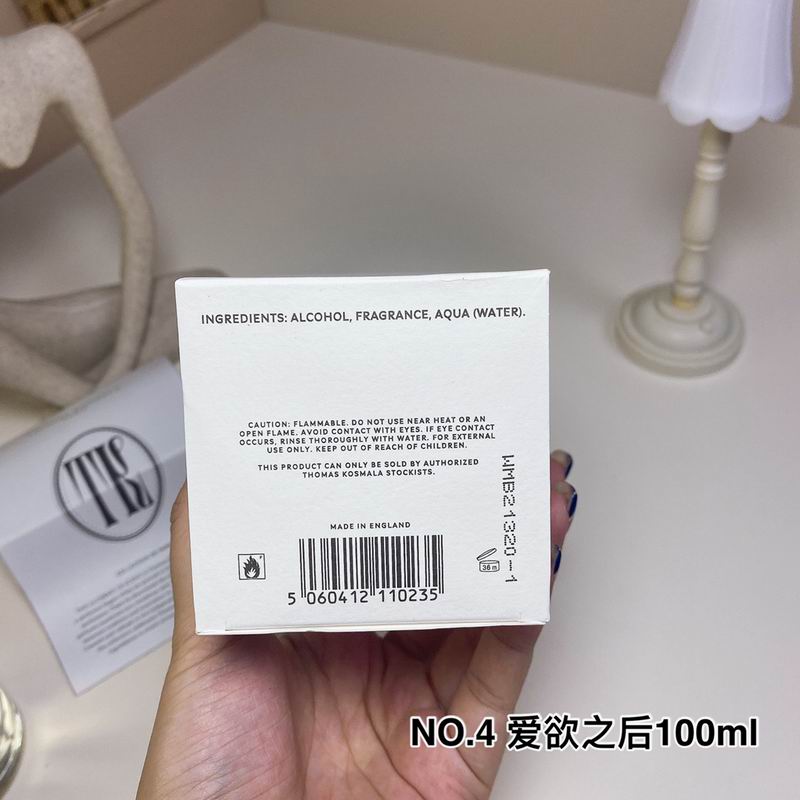 INGREDIENTS: ALCOHOL, FRAGRANCE, AQUA (WATER).
CAUTION: FLAMMABLE. DO NOT USE NEAR HEAT OR AN
OPEN FLAME. AVOID CONTACT WITH EYES. IF EYE CONTACT
OCCURS, RINSE THOROUGHLY WITH WATER. FOR EXTERNAL
USE ONLY. KEEP OUT OF REACH OF CHILDREN.
THIS PRODUCT CAN ONLY BE SOLD BY AUTHORIZED
THOMAS KOSMALA STOCKISTS.
WMB21320-1
MADE IN ENGLAND
36 m
5 060412 110235
TK
NO.4 爱欲之后100ml